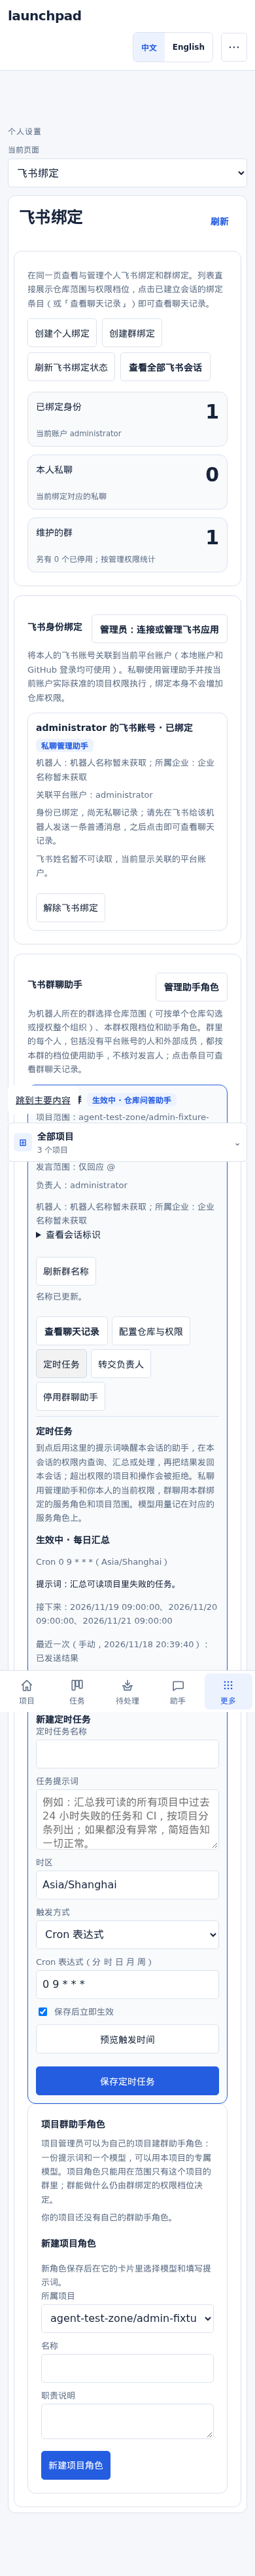 launchpad
中文
English
···
个人设置
当前页面
飞书绑定
飞书绑定
刷新
在同一页查看与管理个人飞书绑定和群绑定。列表直
接展示仓库范围与权限档位，点击已建立会话的绑定
条目（或「查看聊天记录」）即可查看聊天记录。
创建个人绑定
创建群绑定
刷新飞书绑定状态
查看全部飞书会话
已绑定身份
1
当前账户 administrator
本人私聊
0
当前绑定对应的私聊
维护的群
1
另有 0 个已停用；按管理权限统计
飞书身份绑定
管理员：连接或管理飞书应用
将本人的飞书账号关联到当前平台账户（本地账户和
GitHub 登录均可使用）。私聊使用管理助手并按当
前账户实际获准的项目权限执行，绑定本身不会增加
仓库权限。
administrator 的飞书账号 · 已绑定
私聊管理助手
机器人：机器人名称暂未获取；所属企业：企业
名称暂未获取
关联平台账户：administrator
身份已绑定，尚无私聊记录；请先在飞书给该机
器人发送一条普通消息，之后点击即可查看聊天
记录。
飞书姓名暂不可读取，当前显示关联的平台账
户。
解除飞书绑定
飞书群聊助手
管理助手角色
为机器人所在的群选择仓库范围（可按单个仓库勾选
或授权整个组织）、本群权限档位和助手角色。群里
的每个人，包括没有平台账号的人和外部成员，都按
本群的档位使用助手，不核对发言人；点击条目可查
看群聊天记录。
跳到主要内容
生效中 · 仓库问答助手
项目范围：agent-test-zone/admin-fixture-
全部项目
3 个项目
发言范围：仅回应 @
负责人：administrator
机器人：机器人名称暂未获取；所属企业：企业
名称暂未获取
查看会话标识
刷新群名称
名称已更新。
查看聊天记录
配置仓库与权限
定时任务
转交负责人
停用群聊助手
定时任务
到点后用这里的提示词唤醒本会话的助手，在本
会话的权限内查询、汇总或处理，再把结果发回
本会话；超出权限的项目和操作会被拒绝。私聊
用管理助手和你本人的当前权限，群聊用本群绑
定的服务角色和项目范围。模型用量记在对应的
服务角色上。
生效中 · 每日汇总
Cron 0 9 * * *（Asia/Shanghai）
提示词：汇总可读项目里失败的任务。
接下来：2026/11/19 09:00:00、2026/11/20
09:00:00、2026/11/21 09:00:00
最近一次（手动，2026/11/18 20:39:40）：
已发送结果
项目
任务
待处理
助手
更多
新建定时任务
定时任务名称
任务提示词
例如：汇总我可读的所有项目中过去
24 小时失败的任务和 CI，按项目分
条列出；如果都没有异常，简短告知
一切正常。
时区
Asia/Shanghai
触发方式
Cron 表达式
Cron 表达式（分 时 日 月 周）
0 9 * * *
保存后立即生效
预览触发时间
保存定时任务
项目群助手角色
项目管理员可以为自己的项目建群助手角色：
一份提示词和一个模型，可以用本项目的专属
模型。项目角色只能用在范围只有这个项目的
群里；群能做什么仍由群绑定的权限档位决
定。
你的项目还没有自己的群助手角色。
新建项目角色
新角色保存后在它的卡片里选择模型和填写提
示词。
所属项目
agent-test-zone/admin-fixtu
名称
职责说明
新建项目角色